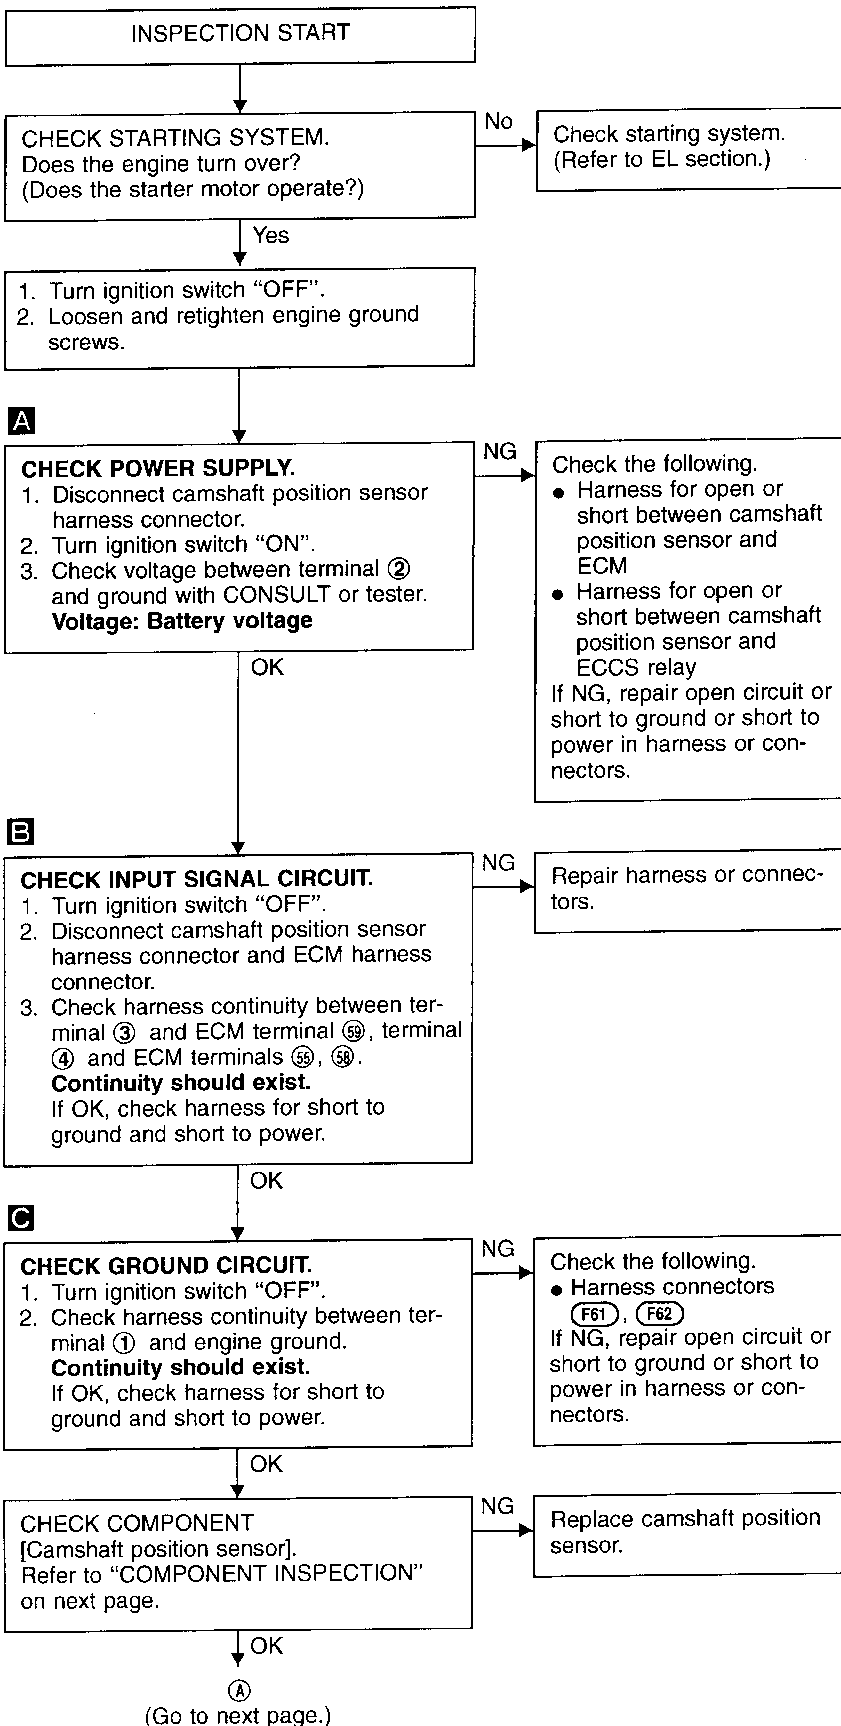 INSPECTION START
CHECK STARTING SYSTEM.
Does the engine turn over?
(Does the starter motor operate?)
No
Check starting system.
(Refer to EL section.)
Yes
1. Turn ignition switch “OFF”.
2. Loosen and retighten engine ground
screws.
A
CHECK POWER SUPPLY.
1. Disconnect camshaft position sensor
harness connector.
2. Turn ignition switch “ON”.
3. Check voltage between terminal ②
and ground with CONSULT or tester.
Voltage: Battery voltage
NG
Check the following.
● Harness for open or
short between camshaft
position sensor and
ECM
● Harness for open or
short between camshaft
position sensor and
ECCS relay
If NG, repair open circuit or
short to ground or short to
power in harness or con-
nectors.
OK
B
CHECK INPUT SIGNAL CIRCUIT.
1. Turn ignition switch “OFF”.
2. Disconnect camshaft position sensor
harness connector and ECM harness
connector.
3. Check harness continuity between ter-
minal ③ and ECM terminal 59, terminal
④ and ECM terminals 55, 58.
Continuity should exist.
If OK, check harness for short to
ground and short to power.
NG
Repair harness or connec-
tors.
OK
C
CHECK GROUND CIRCUIT.
1. Turn ignition switch “OFF”.
2. Check harness continuity between ter-
minal ① and engine ground.
Continuity should exist.
If OK, check harness for short to
ground and short to power.
NG
Check the following.
● Harness connectors
F61, F62
If NG, repair open circuit or
short to ground or short to
power in harness or con-
nectors.
OK
CHECK COMPONENT
[Camshaft position sensor].
Refer to “COMPONENT INSPECTION”
on next page.
NG
Replace camshaft position
sensor.
OK
Ⓐ
(Go to next page.)